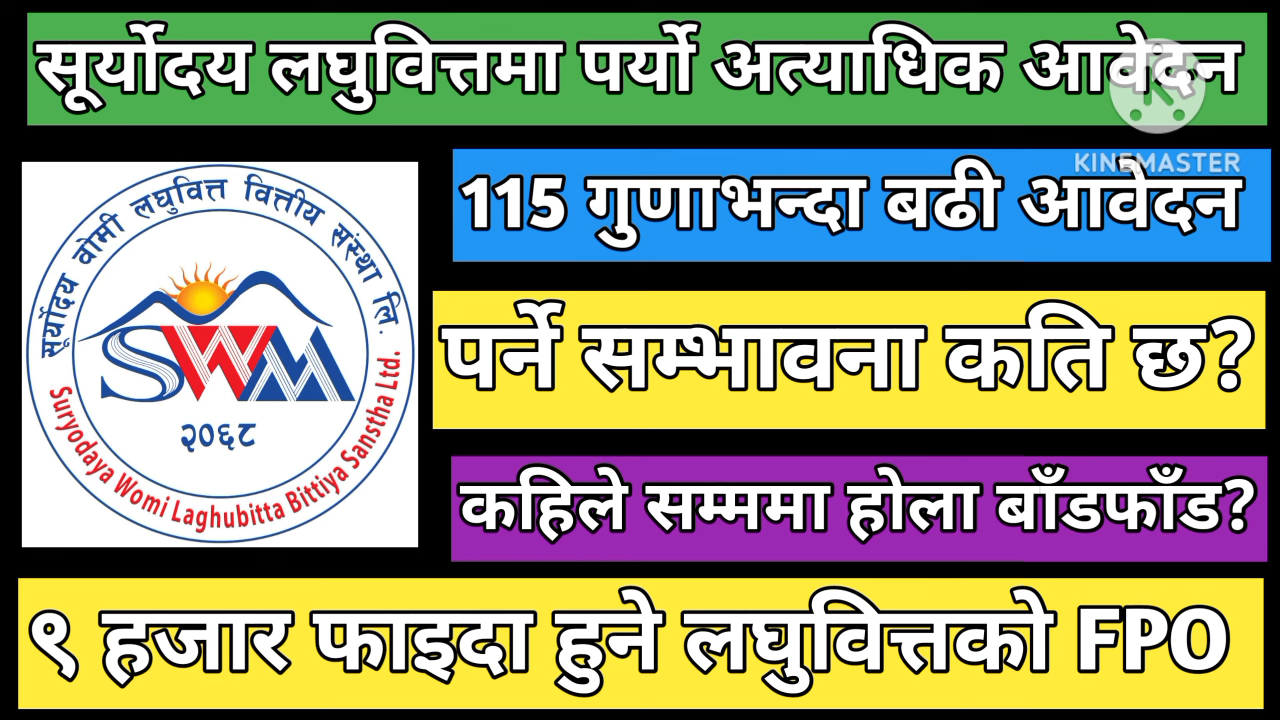 सूर्योदय लघुवित्तमा पर्यो अत्याधिक आवेदन
KINEMASTER
115 गुणाभन्दा बढी आवेदन
सूर्योदय वोमी लघुवित्त वित्तीय संस्था लि.
SWM
२०६८
Suryodaya Womi Laghubitta Bittiya Sanstha Ltd.
पर्ने सम्भावना कति छ?
कहिले सम्ममा होला बाँडफाँड?
९ हजार फाइदा हुने लघुवित्तको FPO